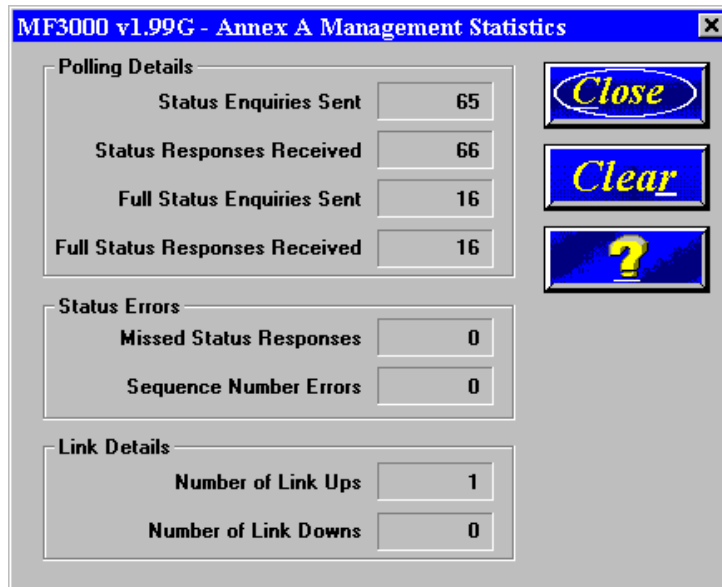 MF3000 v1.99G - Annex A Management Statistics
Polling Details
Status Enquiries Sent 65
Status Responses Received 66
Full Status Enquiries Sent 16
Full Status Responses Received 16
Status Errors
Missed Status Responses 0
Sequence Number Errors 0
Link Details
Number of Link Ups 1
Number of Link Downs 0
Close
Clear
?